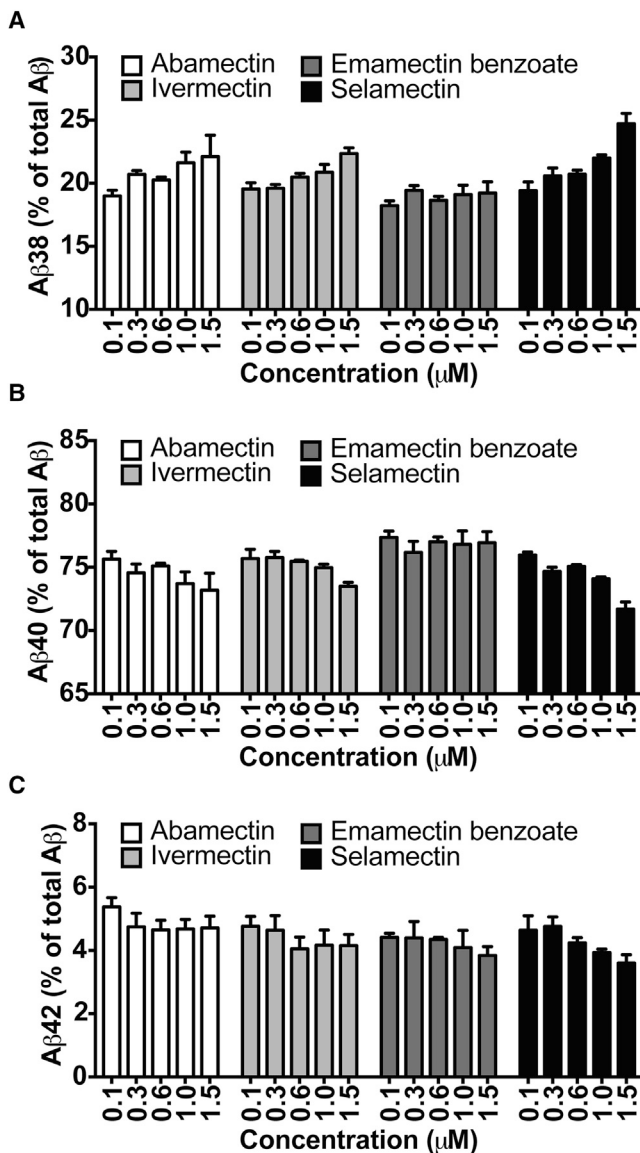 A
Aβ38 (% of total Aβ)
30
25
20
15
10
Abamectin
Ivermectin
Emamectin benzoate
Selamectin
0.1 0.3 0.6 1.0 1.5 0.1 0.3 0.6 1.0 1.5 0.1 0.3 0.6 1.0 1.5 0.1 0.3 0.6 1.0 1.5
Concentration (μM)
B
Aβ40 (% of total Aβ)
85
80
75
70
65
Abamectin
Ivermectin
Emamectin benzoate
Selamectin
0.1 0.3 0.6 1.0 1.5 0.1 0.3 0.6 1.0 1.5 0.1 0.3 0.6 1.0 1.5 0.1 0.3 0.6 1.0 1.5
Concentration (μM)
C
Aβ42 (% of total Aβ)
8
6
4
2
0
Abamectin
Ivermectin
Emamectin benzoate
Selamectin
0.1 0.3 0.6 1.0 1.5 0.1 0.3 0.6 1.0 1.5 0.1 0.3 0.6 1.0 1.5 0.1 0.3 0.6 1.0 1.5
Concentration (μM)